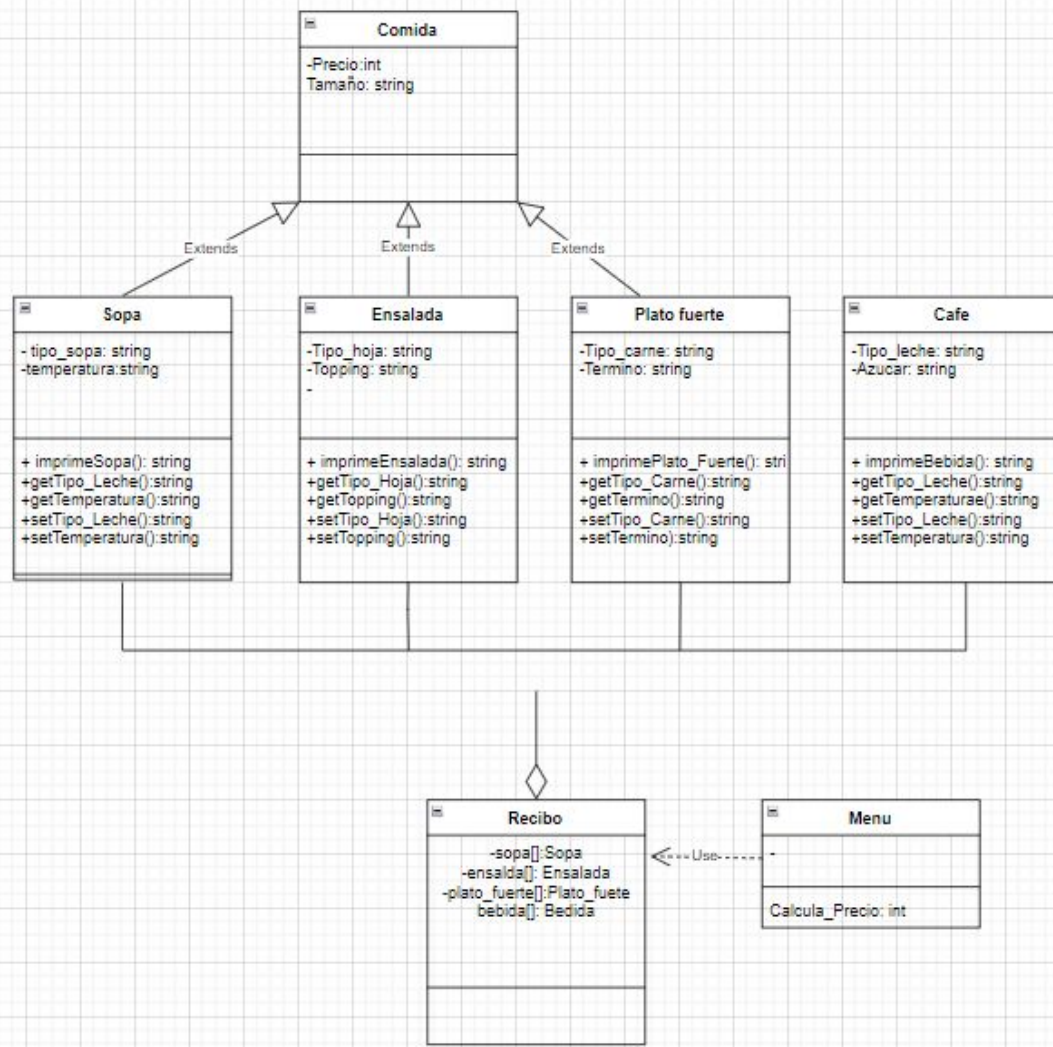 Comida
-Precio:int
Tamaño: string
Extends
Extends
Extends
Sopa
- tipo_sopa: string
-temperatura:string
+ imprimeSopa(): string
+getTipo_Leche():string
+getTemperatura():string
+setTipo_Leche():string
+setTemperatura():string
Ensalada
-Tipo_hoja: string
-Topping: string
-
+ imprimeEnsalada(): string
+getTipo_Hoja():string
+getTopping():string
+setTipo_Hoja():string
+setTopping():string
Plato fuerte
-Tipo_carne: string
-Termino: string
+ imprimePlato_Fuerte(): stri
+getTipo_Carne():string
+getTermino():string
+setTipo_Carne():string
+setTermino):string
Cafe
-Tipo_leche: string
-Azucar: string
+ imprimeBebida(): string
+getTipo_Leche():string
+getTemperaturae():string
+setTipo_Leche():string
+setTemperatura():string
Recibo
-sopa[]:Sopa
-ensalda[]: Ensalada
-plato_fuerte[]:Plato_fuete
bebida[]: Bedida
Use
Menu
-
Calcula_Precio: int